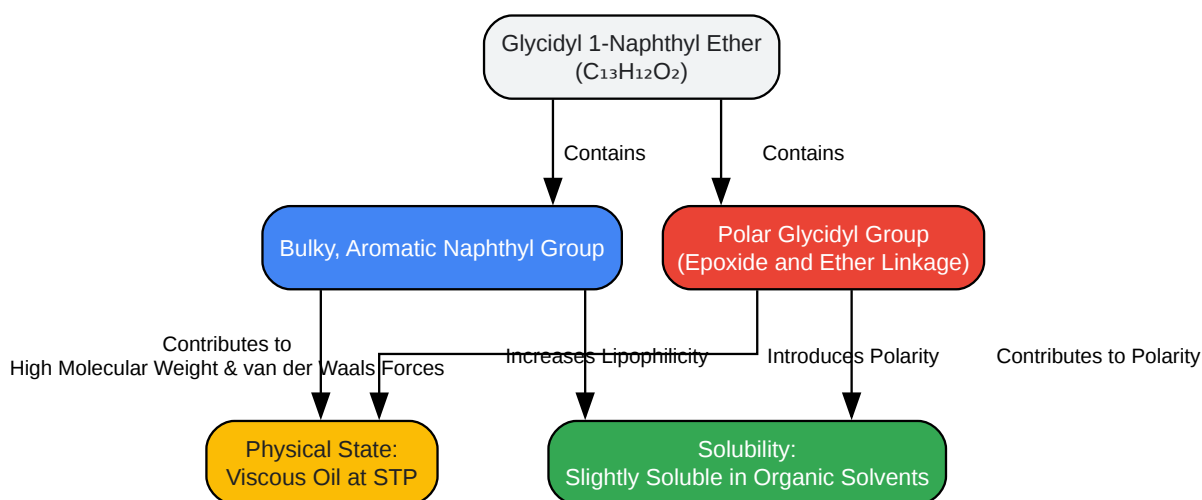 Glycidyl 1-Naphthyl Ether
(C₁₃H₁₂O₂)
Contains
Contains
Bulky, Aromatic Naphthyl Group
Polar Glycidyl Group
(Epoxide and Ether Linkage)
Contributes to
High Molecular Weight & van der Waals Forces
Increases Lipophilicity
Introduces Polarity
Contributes to Polarity
Physical State:
Viscous Oil at STP
Solubility:
Slightly Soluble in Organic Solvents